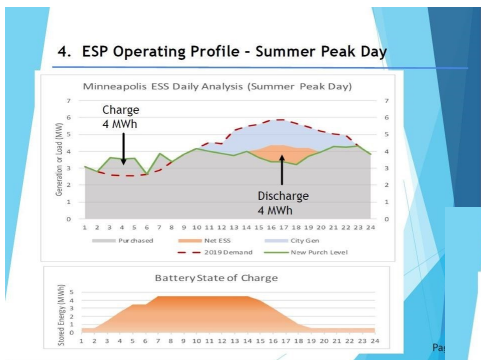 4. ESP Operating Profile - Summer Peak Day
Minneapolis ESS Daily Analysis (Summer Peak Day)
Generation or Load (MW)
7 7
6 6
5 5
4 4
3 3
2 2
1 1
0 0
Charge
4 MWh
Discharge
4 MWh
1 2 3 4 5 6 7 8 9 10 11 12 13 14 15 16 17 18 19 20 21 22 23 24
Purchased Net ESS City Gen
2019 Demand New Purch Level
Battery State of Charge
Stored Energy (MWh)
5
4
3
2
1
0
1 2 3 4 5 6 7 8 9 10 11 12 13 14 15 16 17 18 19 20 21 22 23 24